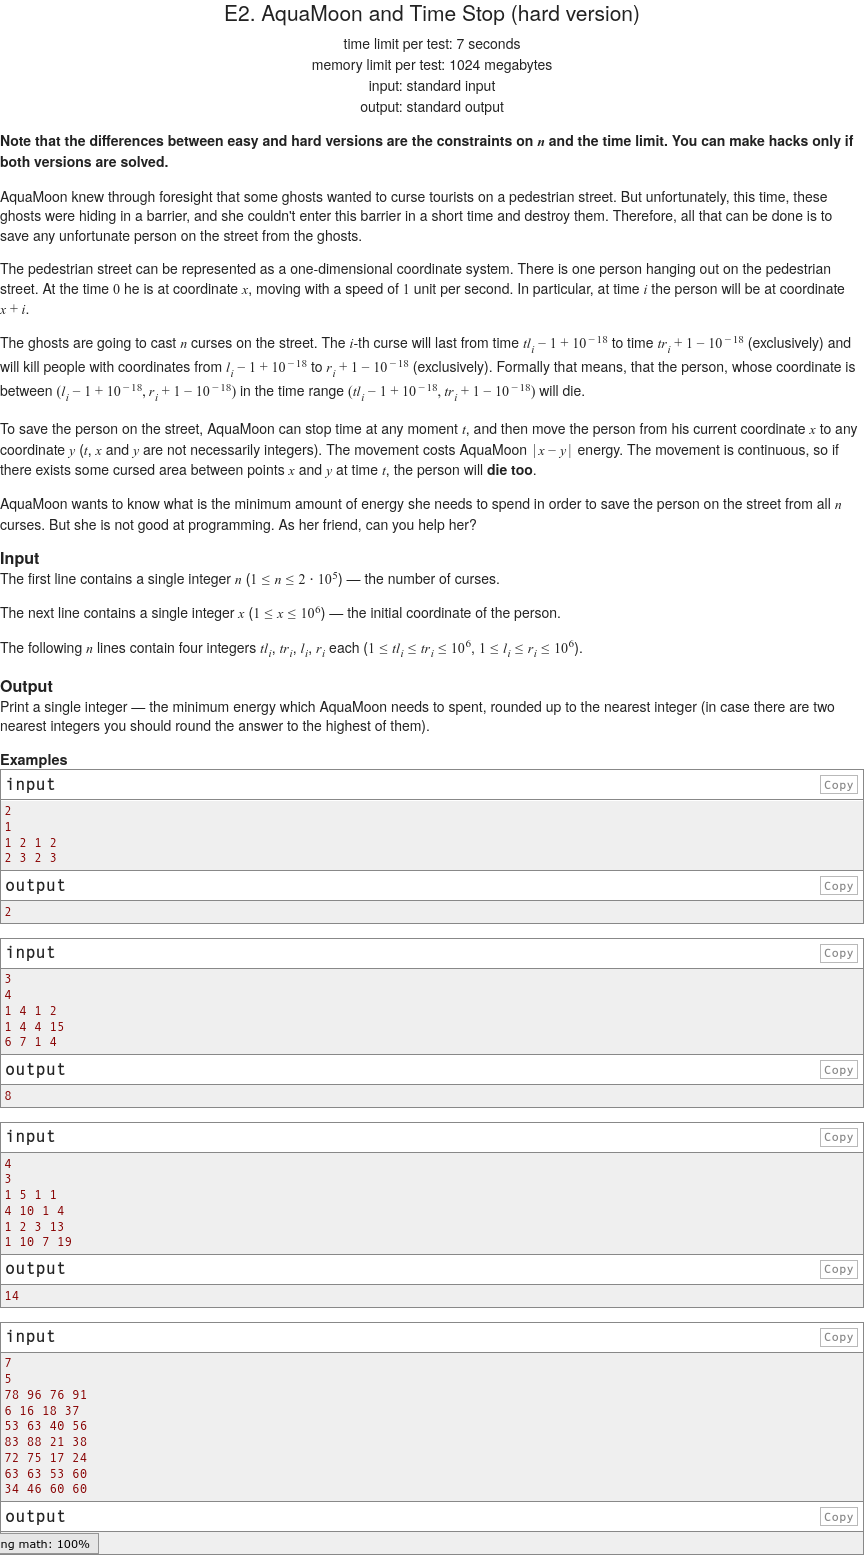 E2. AquaMoon and Time Stop (hard version)
time limit per test: 7 seconds
memory limit per test: 1024 megabytes
input: standard input
output: standard output
Note that the differences between easy and hard versions are the constraints on n and the time limit. You can make hacks only if
both versions are solved.
AquaMoon knew through foresight that some ghosts wanted to curse tourists on a pedestrian street. But unfortunately, this time, these
ghosts were hiding in a barrier, and she couldn't enter this barrier in a short time and destroy them. Therefore, all that can be done is to
save any unfortunate person on the street from the ghosts.
The pedestrian street can be represented as a one-dimensional coordinate system. There is one person hanging out on the pedestrian
street. At the time 0 he is at coordinate x, moving with a speed of 1 unit per second. In particular, at time i the person will be at coordinate
x + i.
The ghosts are going to cast n curses on the street. The i-th curse will last from time tl_i − 1 + 10^{−18} to time tr_i + 1 − 10^{−18} (exclusively) and
will kill people with coordinates from l_i − 1 + 10^{−18} to r_i + 1 − 10^{−18} (exclusively). Formally that means, that the person, whose coordinate is
between (l_i − 1 + 10^{−18}, r_i + 1 − 10^{−18}) in the time range (tl_i − 1 + 10^{−18}, tr_i + 1 − 10^{−18}) will die.
To save the person on the street, AquaMoon can stop time at any moment t, and then move the person from his current coordinate x to any
coordinate y (t, x and y are not necessarily integers). The movement costs AquaMoon |x − y| energy. The movement is continuous, so if
there exists some cursed area between points x and y at time t, the person will die too.
AquaMoon wants to know what is the minimum amount of energy she needs to spend in order to save the person on the street from all n
curses. But she is not good at programming. As her friend, can you help her?
Input
The first line contains a single integer n (1 ≤ n ≤ 2 · 10^5) — the number of curses.
The next line contains a single integer x (1 ≤ x ≤ 10^6) — the initial coordinate of the person.
The following n lines contain four integers tl_i, tr_i, l_i, r_i each (1 ≤ tl_i ≤ tr_i ≤ 10^6, 1 ≤ l_i ≤ r_i ≤ 10^6).
Output
Print a single integer — the minimum energy which AquaMoon needs to spent, rounded up to the nearest integer (in case there are two
nearest integers you should round the answer to the highest of them).
Examples
input
Copy
2
1
1 2 1 2
2 3 2 3
output
Copy
2
input
Copy
3
4
1 4 1 2
1 4 4 15
6 7 1 4
output
Copy
8
input
Copy
4
3
1 5 1 1
4 10 1 4
1 2 3 13
1 10 7 19
output
Copy
14
input
Copy
7
5
78 96 76 91
6 16 18 37
53 63 40 56
83 88 21 38
72 75 17 24
63 63 53 60
34 46 60 60
output
Copy
ng math: 100%